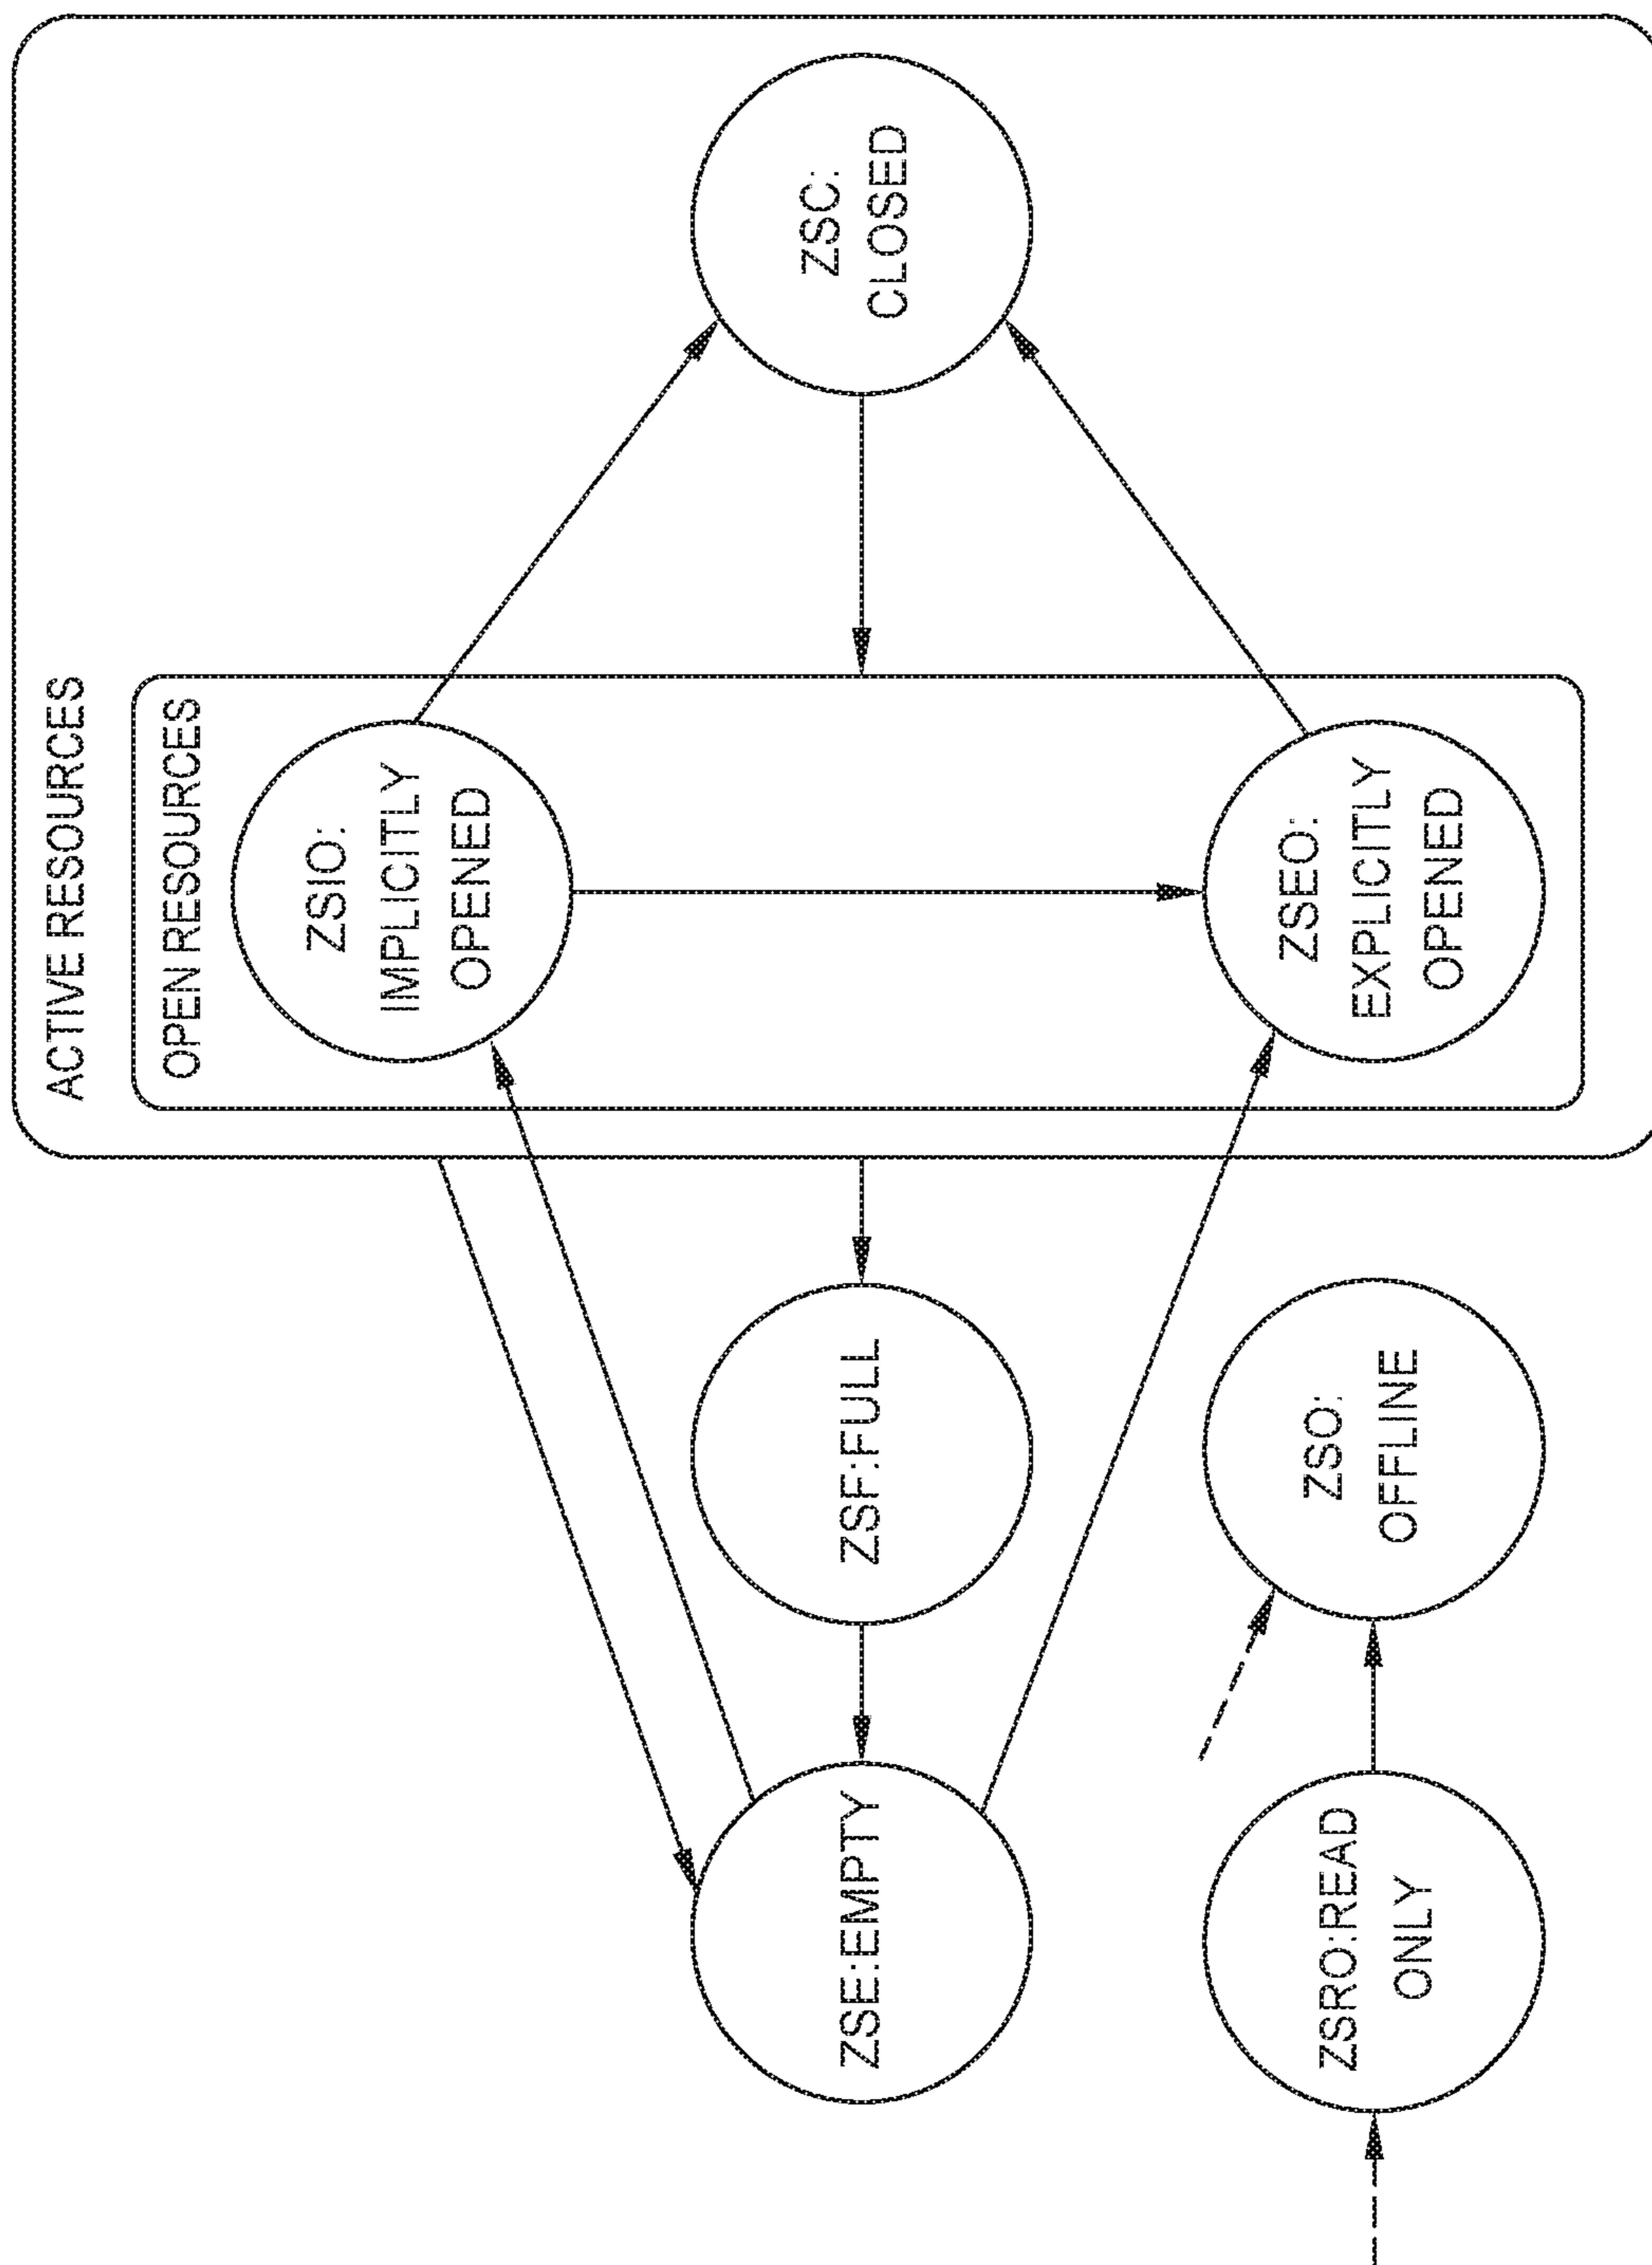 ACTIVE RESOURCES
OPEN RESOURCES
ZSIO:
IMPLICITLY
OPENED
ZSC:
CLOSED
ZSE:EMPTY
ZSF:FULL
ZSEO:
EXPLICITLY
OPENED
ZSRO:READ
ONLY
ZSO:
OFFLINE